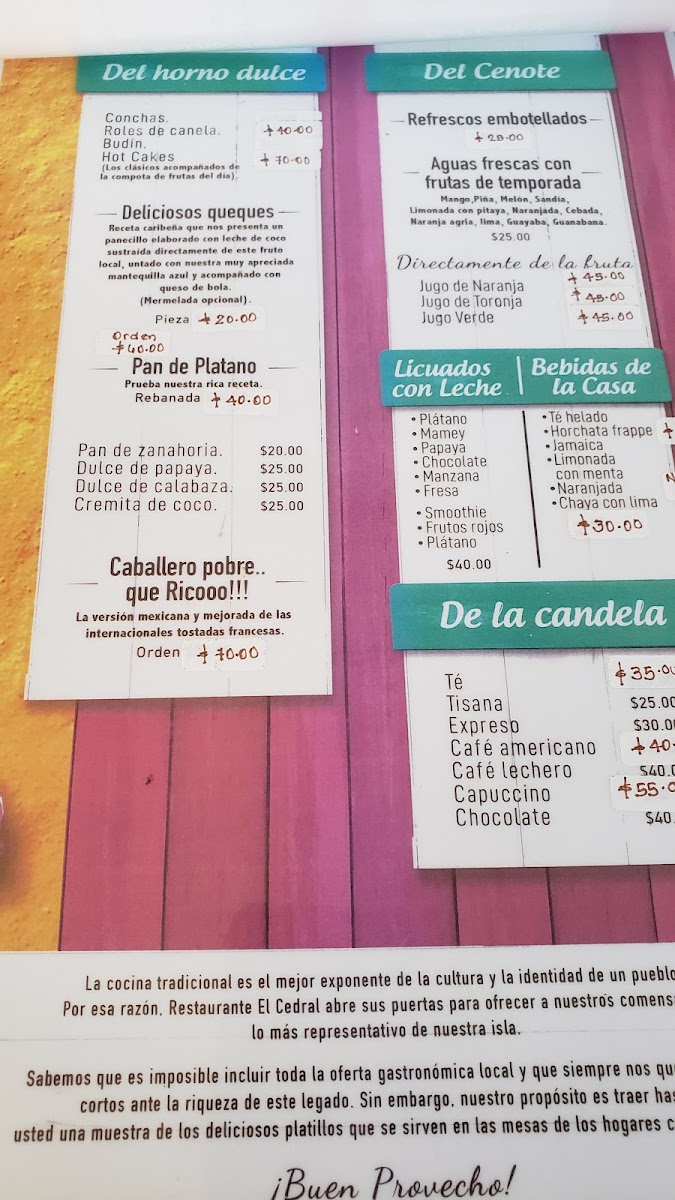 Del horno dulce
Conchas.
Roles de canela. $40.00
Budín.
Hot Cakes $70.00
(Los clásicos acompañados de
la compota de frutas del día).
Deliciosos queques
Receta caribeña que nos presenta un
panecillo elaborado con leche de coco
sustraída directamente de este fruto
local, untado con nuestra muy apreciada
mantequilla azul y acompañado con
queso de bola.
(Mermelada opcional).
Pieza $20.00
Orden
$60.00
Pan de Platano
Prueba nuestra rica receta.
Rebanada $40.00
Pan de zanahoria. $20.00
Dulce de papaya. $25.00
Dulce de calabaza. $25.00
Cremita de coco. $25.00
Caballero pobre..
que Ricooo!!!
La versión mexicana y mejorada de las
internacionales tostadas francesas.
Orden $70.00
Del Cenote
Refrescos embotellados
$28.00
Aguas frescas con
frutas de temporada
Mango,Piña, Melón, Sandía,
Limonada con pitaya, Naranjada, Cebada,
Naranja agria, lima, Guayaba, Guanabana.
$25.00
Directamente de la fruta
Jugo de Naranja $45.00
Jugo de Toronja $45.00
Jugo Verde $45.00
Licuados
con Leche
• Plátano
• Mamey
• Papaya
• Chocolate
• Manzana
• Fresa
• Smoothie
• Frutos rojos
• Plátano
$40.00
Bebidas de
la Casa
• Té helado
• Horchata frappe
• Jamaica
• Limonada
con menta
• Naranjada
• Chaya con lima
$30.00
De la candela
Té $35.00
Tisana $25.00
Expreso $30.00
Café americano $40.
Café lechero $40.0
Capuccino $55.0
Chocolate $40.
La cocina tradicional es el mejor exponente de la cultura y la identidad de un pueblo
Por esa razón, Restaurante El Cedral abre sus puertas para ofrecer a nuestros comens
lo más representativo de nuestra isla.
Sabemos que es imposible incluir toda la oferta gastronómica local y que siempre nos qu
cortos ante la riqueza de este legado. Sin embargo, nuestro propósito es traer has
usted una muestra de los deliciosos platillos que se sirven en las mesas de los hogares c
¡Buen Provecho!